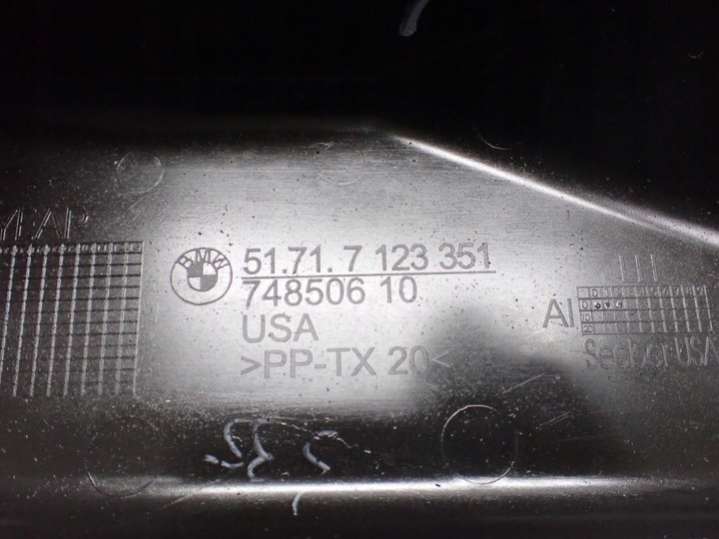 BMW
51.71. 7 123 351
748506 10
USA
>PP-TX 20<
AI